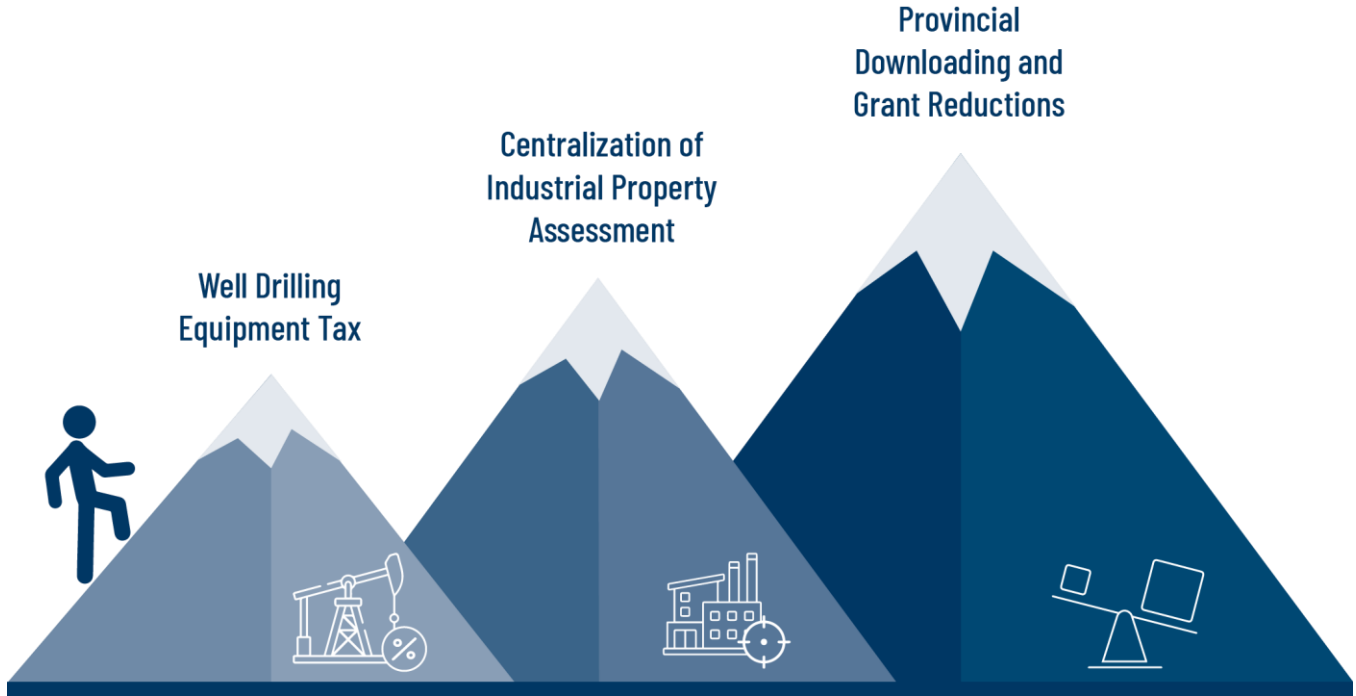 Well Drilling
Equipment Tax
Centralization of
Industrial Property
Assessment
Provincial
Downloading and
Grant Reductions
%